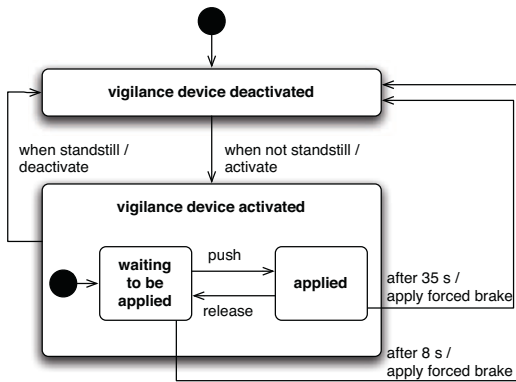 vigilance device deactivated
when standstill /
deactivate
when not standstill /
activate
vigilance device activated
waiting
to be
applied
push
release
applied
after 35 s /
apply forced brake
after 8 s /
apply forced brake